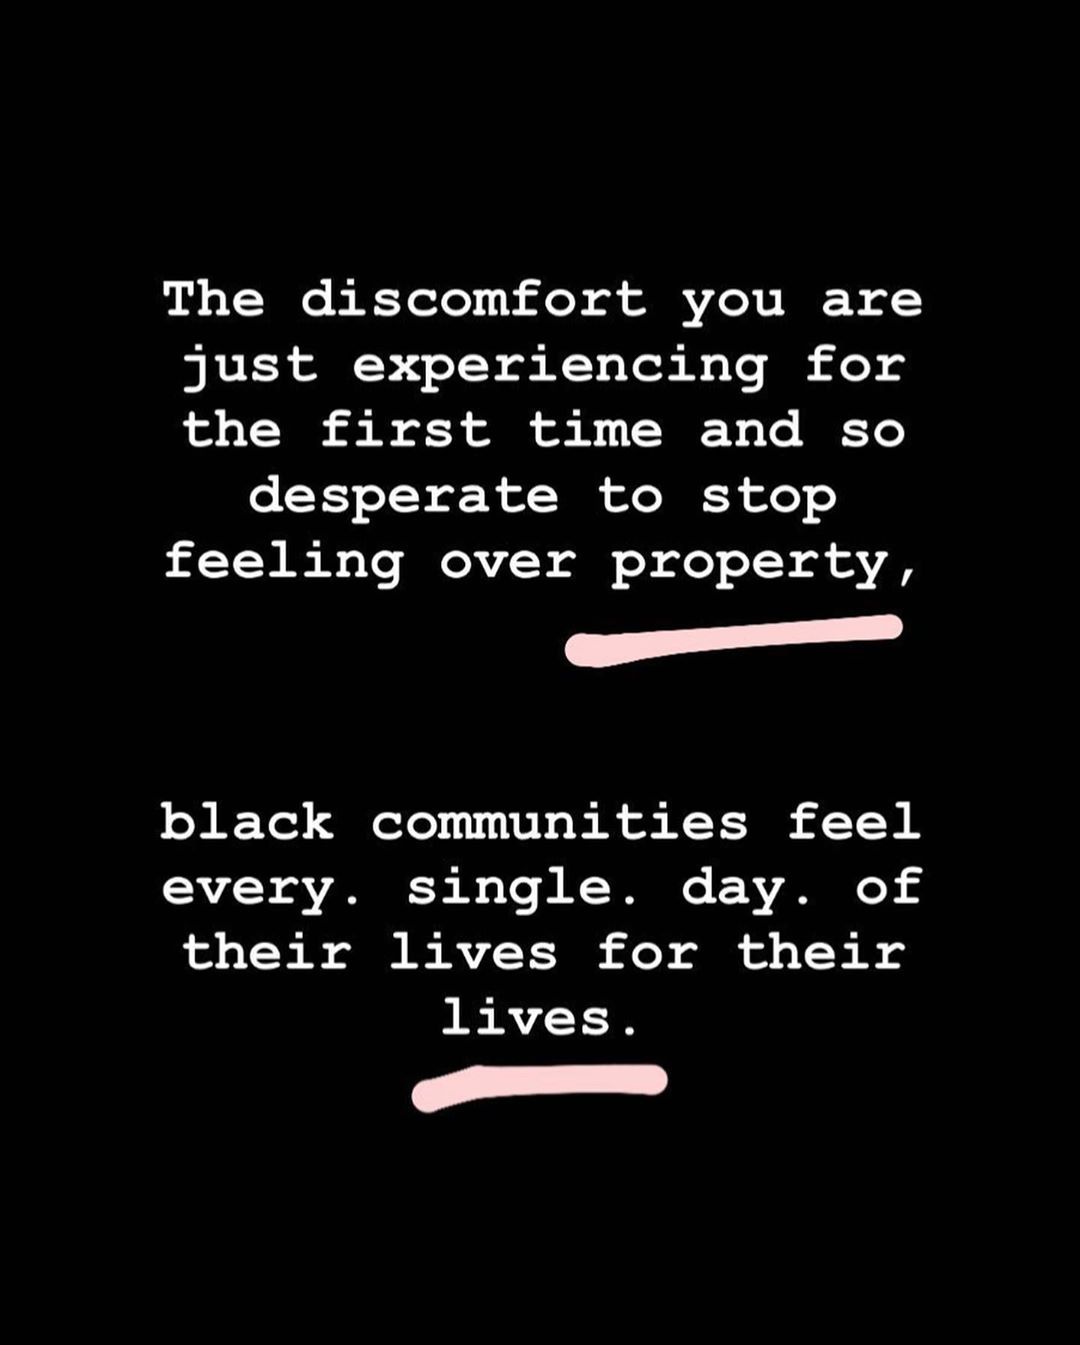 The discomfort you are
just experiencing for
the first time and so
desperate to stop
feeling over property,
black communities feel
every. single. day. of
their lives for their
lives.